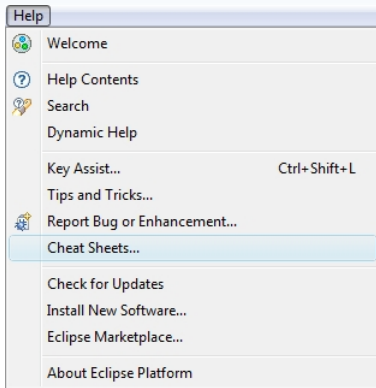 Help
Welcome
Help Contents
Search
Dynamic Help
Key Assist... Ctrl+Shift+L
Tips and Tricks...
Report Bug or Enhancement...
Cheat Sheets...
Check for Updates
Install New Software...
Eclipse Marketplace...
About Eclipse Platform